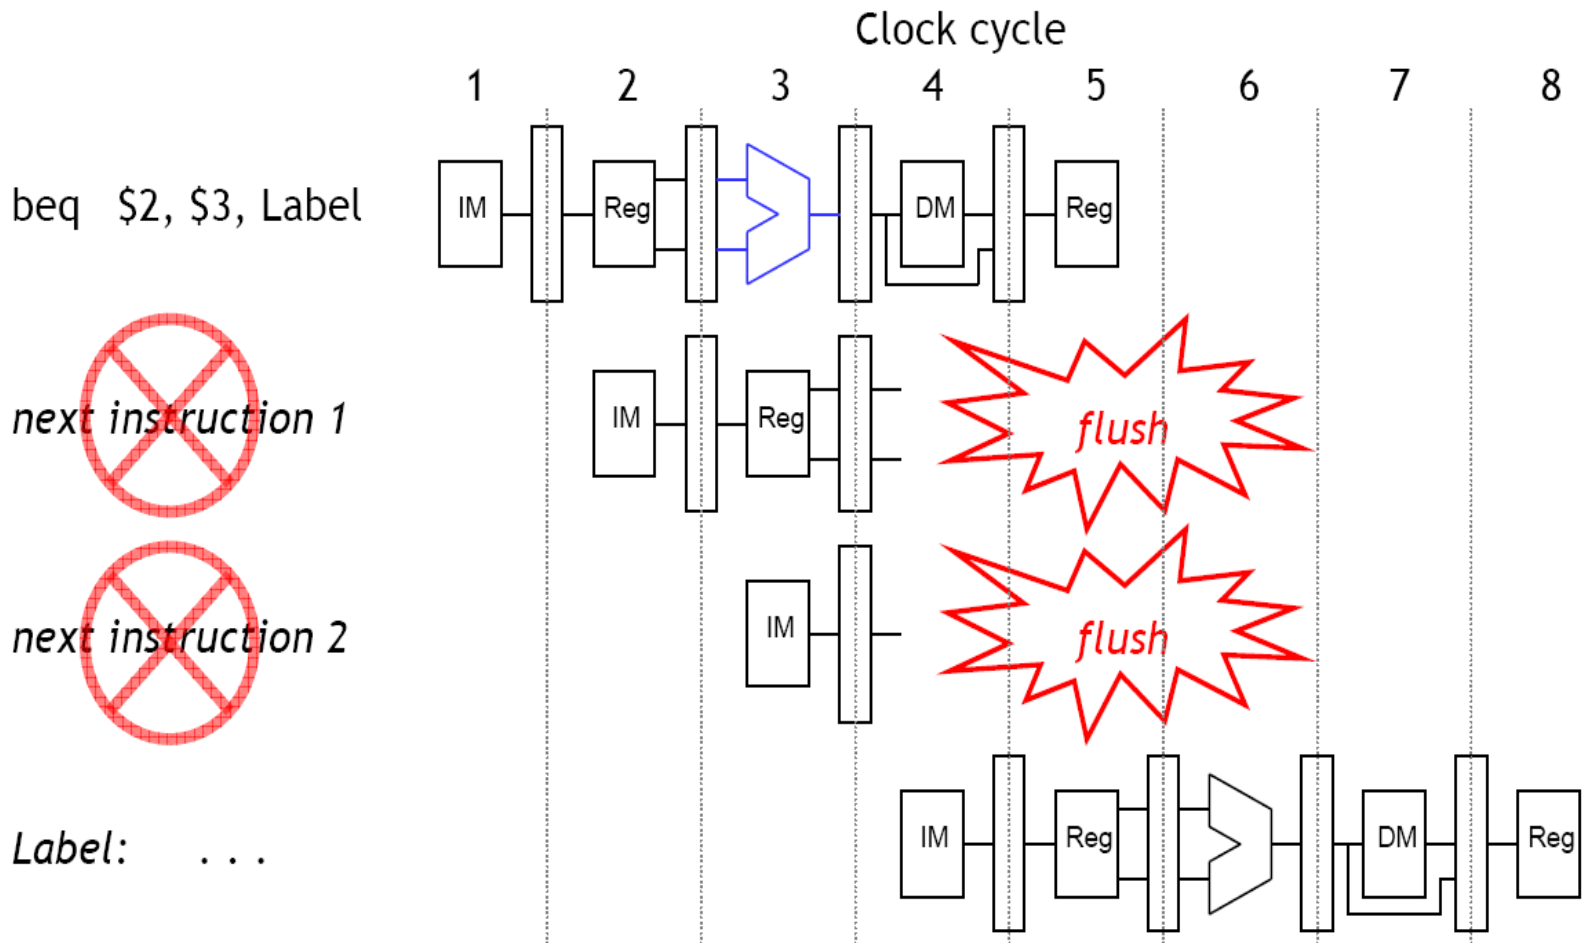 Clock cycle
1 2 3 4 5 6 7 8
beq $2, $3, Label
IM Reg DM Reg
next instruction 1
IM Reg
flush
next instruction 2
IM
flush
Label: . . .
IM Reg DM Reg